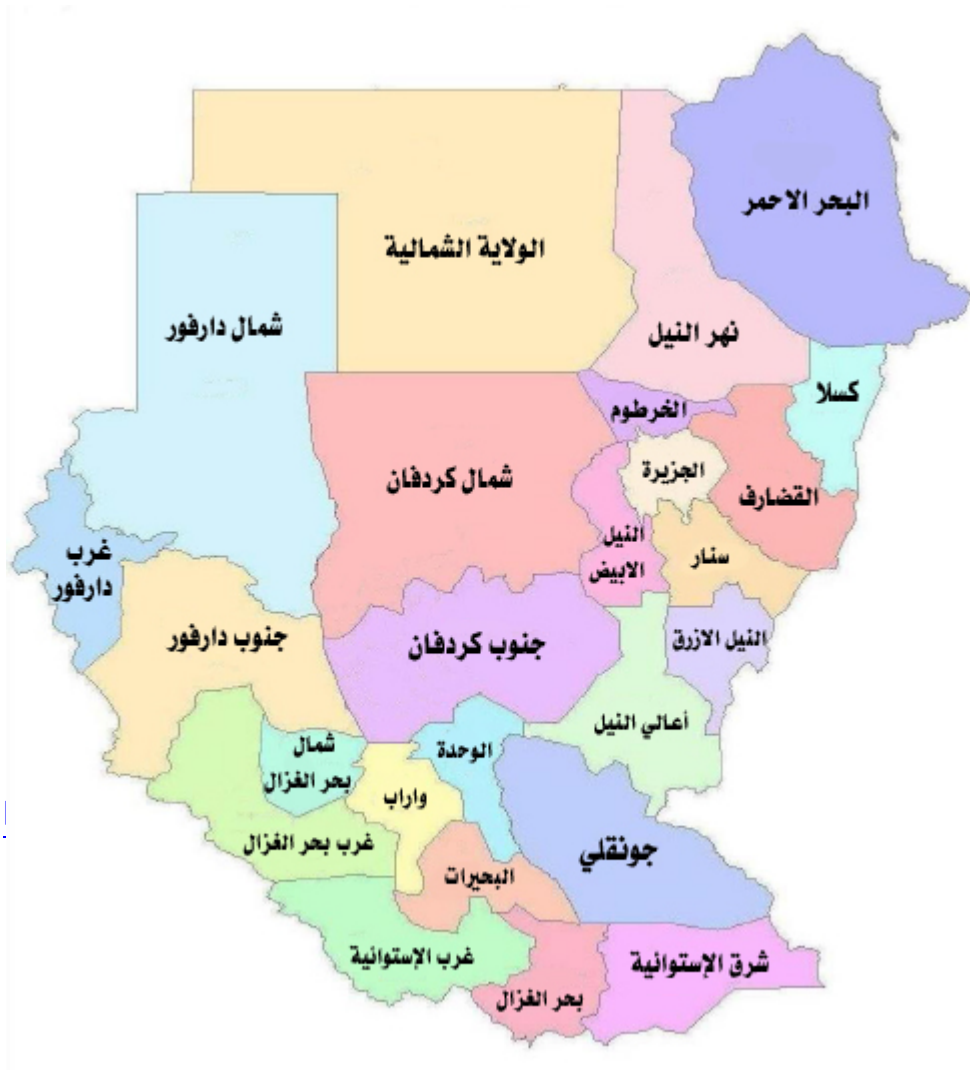 البحر الاحمر
الولاية الشمالية
نهر النيل
شمال دارفور
كسلا
الخرطوم
الجزيرة
شمال كردفان
القضارف
النيل
الابيض
سنار
غرب
دارفور
النيل الازرق
جنوب دارفور
جنوب كردفان
أعالي النيل
شمال
بحر الغزال
الوحدة
واراب
غرب بحر الغزال
جونقلي
البحيرات
غرب الإستوائية
شرق الإستوائية
بحر الغزال